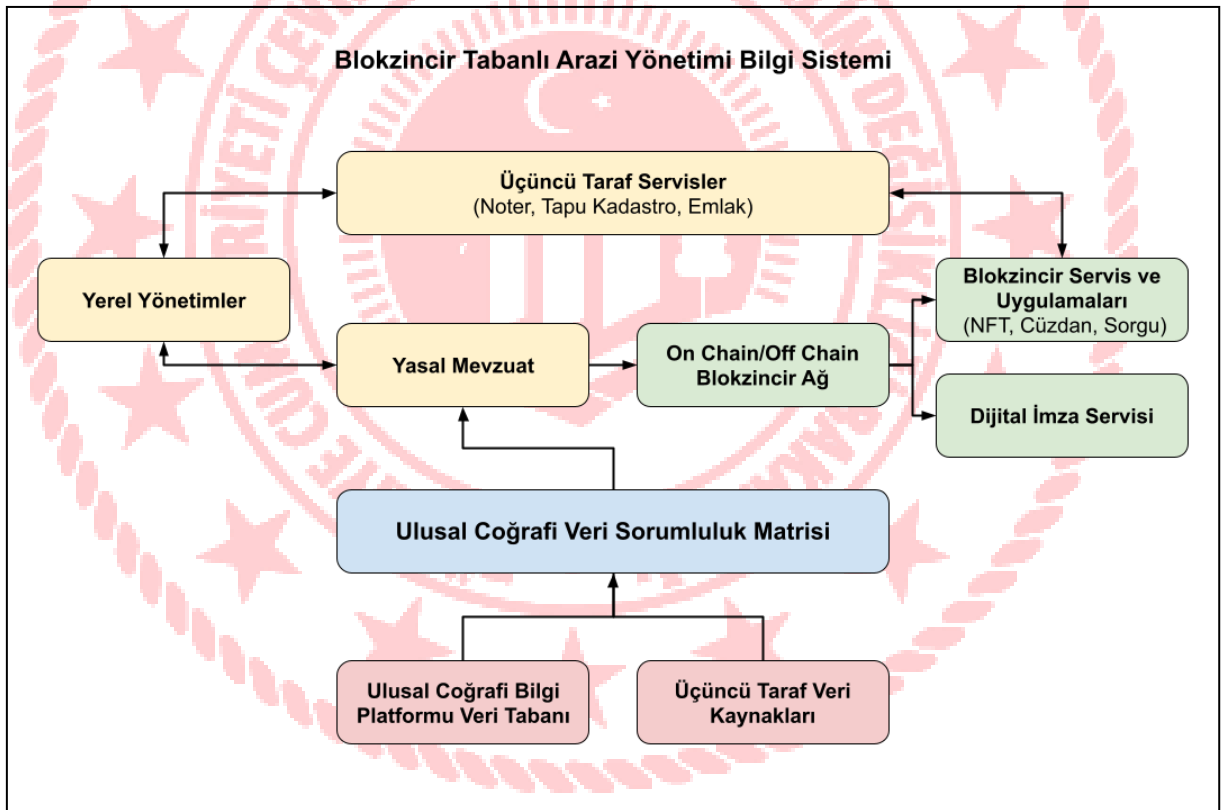 Blokzincir Tabanlı Arazi Yönetimi Bilgi Sistemi
Üçüncü Taraf Servisler
(Noter, Tapu Kadastro, Emlak)
Yerel Yönetimler
Blokzincir Servis ve
Uygulamaları
(NFT, Cüzdan, Sorgu)
Yasal Mevzuat
On Chain/Off Chain
Blokzincir Ağ
Dijital İmza Servisi
Ulusal Coğrafi Veri Sorumluluk Matrisi
Ulusal Coğrafi Bilgi
Platformu Veri Tabanı
Üçüncü Taraf Veri
Kaynakları